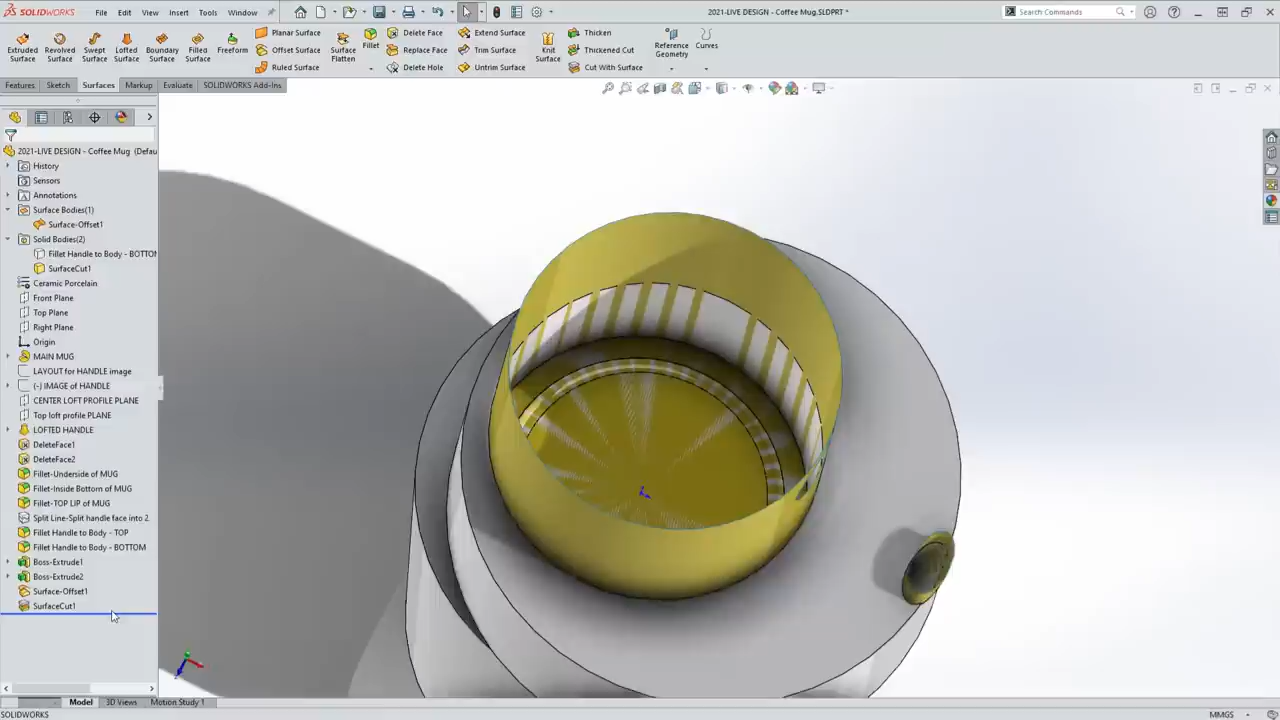 SOLIDWORKS File Edit View Insert Tools Window 2021-LIVE DESIGN - Coffee Mug.SLDPRT * Search Commands
Extruded Surface
Revolved Surface
Swept Surface
Lofted Surface
Boundary Surface
Filled Surface
Freeform
Planar Surface
Offset Surface
Ruled Surface
Surface Flatten
Fillet
Delete Face
Replace Face
Delete Hole
Extend Surface
Trim Surface
Untrim Surface
Knit Surface
Thicken
Thickened Cut
Cut With Surface
Reference Geometry
Curves
Features Sketch Surfaces Markup Evaluate SOLIDWORKS Add-Ins
2021-LIVE DESIGN - Coffee Mug (Defau
History
Sensors
Annotations
Surface Bodies(1)
Surface-Offset1
Solid Bodies(2)
Fillet Handle to Body - BOTTOM
SurfaceCut1
Ceramic Porcelain
Front Plane
Top Plane
Right Plane
Origin
MAIN MUG
LAYOUT for HANDLE image
(-) IMAGE of HANDLE
CENTER LOFT PROFILE PLANE
Top loft profile PLANE
LOFTED HANDLE
DeleteFace1
DeleteFace2
Fillet-Underside of MUG
Fillet-Inside Bottom of MUG
Fillet-TOP LIP of MUG
Split Line-Split handle face into 2
Fillet Handle to Body - TOP
Fillet Handle to Body - BOTTOM
Boss-Extrude1
Boss-Extrude2
Surface-Offset1
SurfaceCut1
Model 3D Views Motion Study 1
SOLIDWORKS MMGS